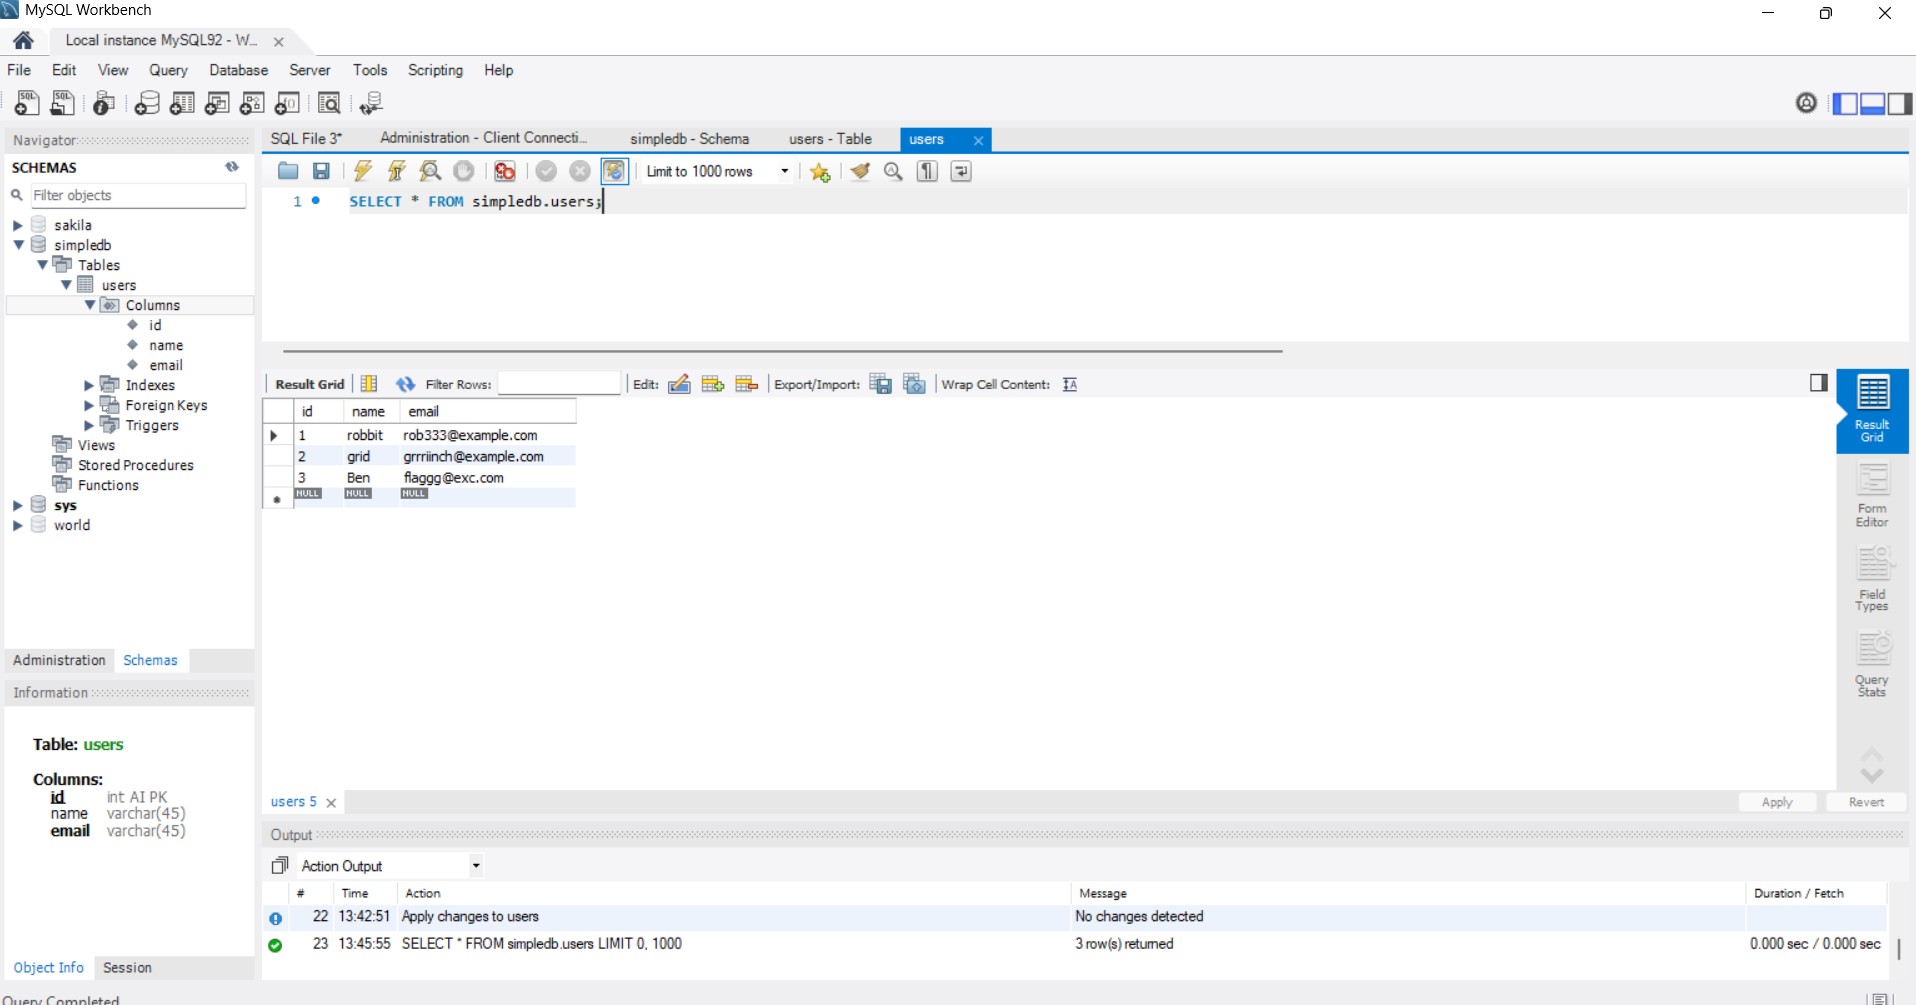 MySQL Workbench
Local instance MySQL92 - W...
File Edit View Query Database Server Tools Scripting Help
Navigator
SCHEMAS
Filter objects
sakila
simpledb
Tables
users
Columns
id
name
email
Indexes
Foreign Keys
Triggers
Views
Stored Procedures
Functions
sys
world
Administration Schemas
Information
Table: users
Columns:
id int AI PK
name varchar(45)
email varchar(45)
Object Info Session
Query Completed
SQL File 3* Administration - Client Connecti... simpledb - Schema users - Table users
Limit to 1000 rows
1 SELECT * FROM simpledb.users;
Result Grid Filter Rows: Edit: Export/Import: Wrap Cell Content:
id name email
1 robbit rob333@example.com
2 grid grrriinch@example.com
3 Ben flaggg@exc.com
NULL NULL NULL
Result
Grid
Form
Editor
Field
Types
Query
Stats
users 5
Apply Revert
Output
Action Output
# Time Action Message Duration / Fetch
22 13:42:51 Apply changes to users No changes detected
23 13:45:55 SELECT * FROM simpledb.users LIMIT 0, 1000 3 row(s) returned 0.000 sec / 0.000 sec